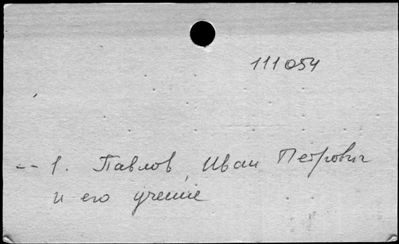 111054
-- 1. Павлов, Иван Петрович
и его учение